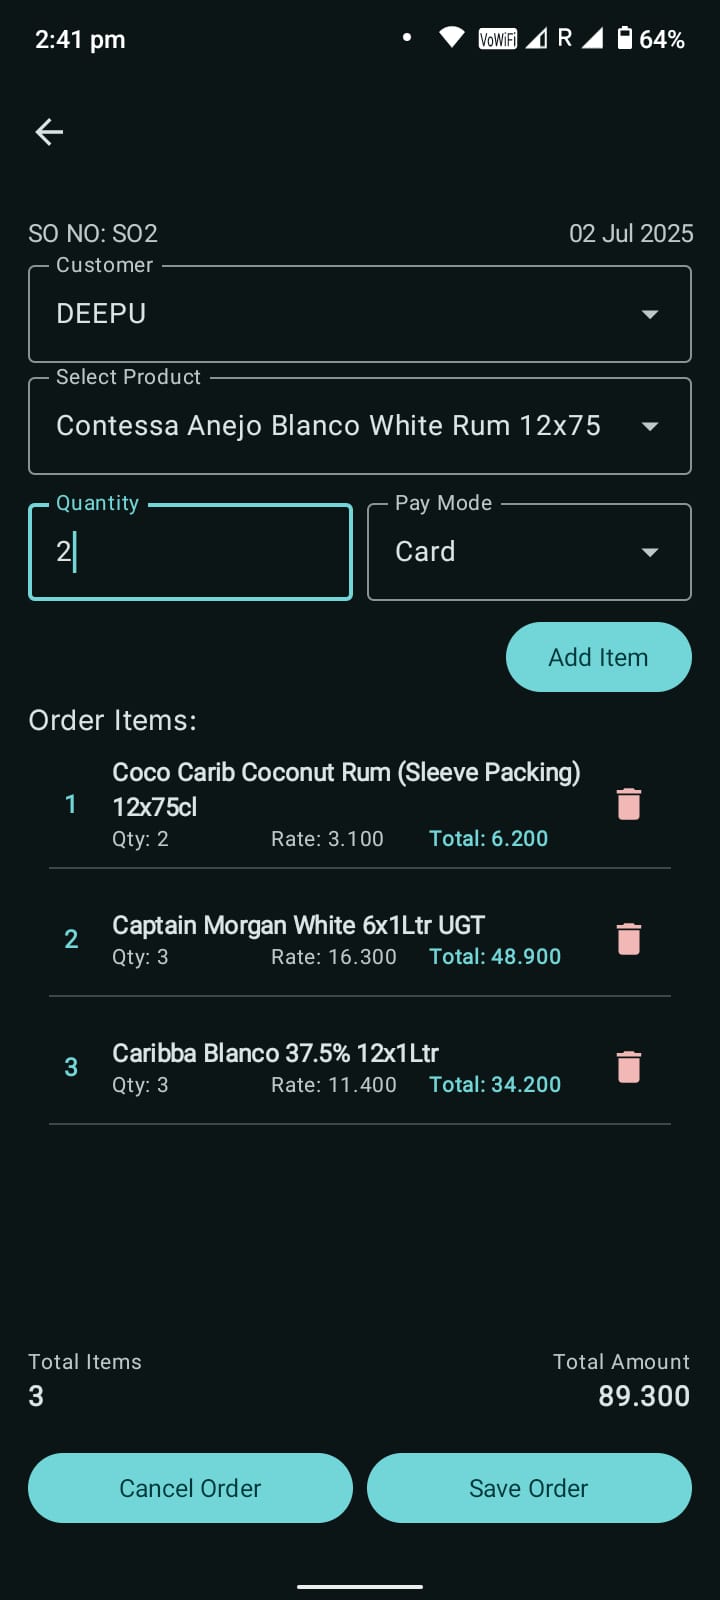 2:41 pm
VoWiFi R 64%
SO NO: SO2
02 Jul 2025
Customer
DEEPU
Select Product
Contessa Anejo Blanco White Rum 12x75
Quantity
Pay Mode
2
Card
Add Item
Order Items:
1
Coco Carib Coconut Rum (Sleeve Packing)
12x75cl
Qty: 2 Rate: 3.100 Total: 6.200
2
Captain Morgan White 6x1Ltr UGT
Qty: 3 Rate: 16.300 Total: 48.900
3
Caribba Blanco 37.5% 12x1Ltr
Qty: 3 Rate: 11.400 Total: 34.200
Total Items
Total Amount
3
89.300
Cancel Order
Save Order